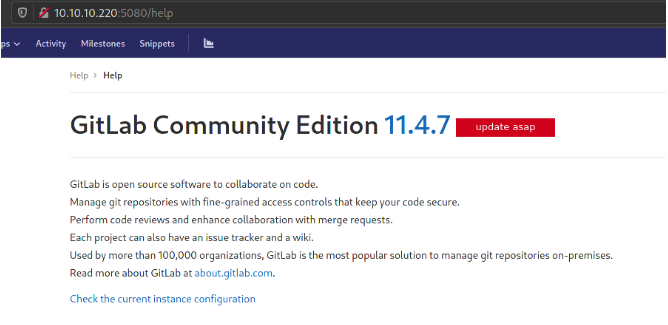 10.10.10.220:5080/help
ps Activity Milestones Snippets
Help > Help
GitLab Community Edition 11.4.7 update asap
GitLab is open source software to collaborate on code.
Manage git repositories with fine-grained access controls that keep your code secure.
Perform code reviews and enhance collaboration with merge requests.
Each project can also have an issue tracker and a wiki.
Used by more than 100,000 organizations, GitLab is the most popular solution to manage git repositories on-premises.
Read more about GitLab at about.gitlab.com.
Check the current instance configuration